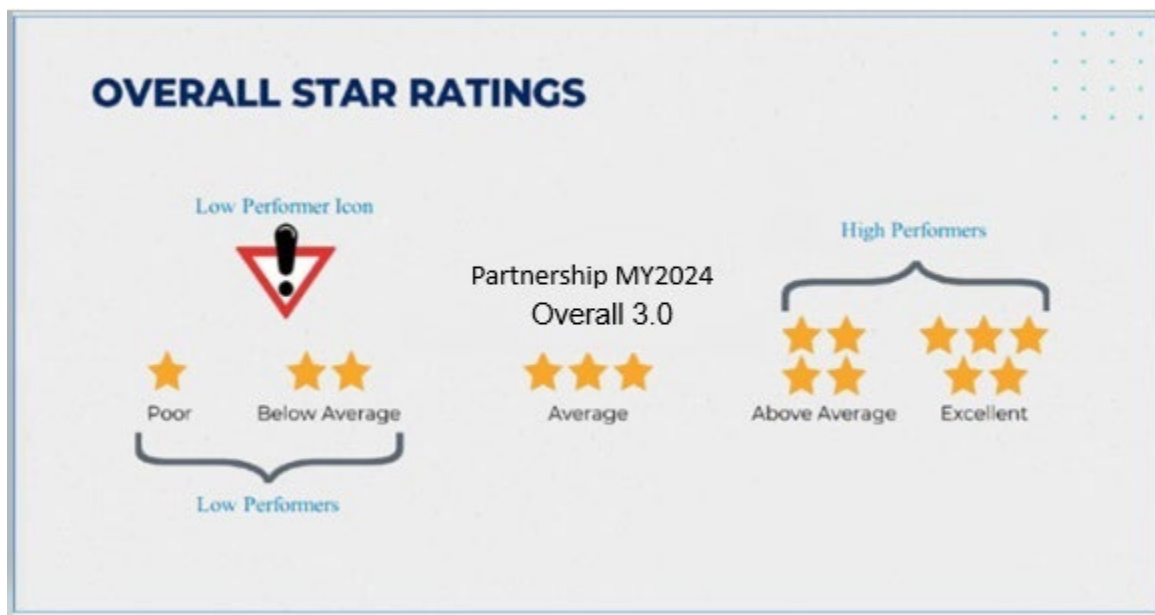 OVERALL STAR RATINGS
Low Performer Icon
High Performers
Partnership MY2024
Overall 3.0
Poor
Below Average
Average
Above Average
Excellent
Low Performers